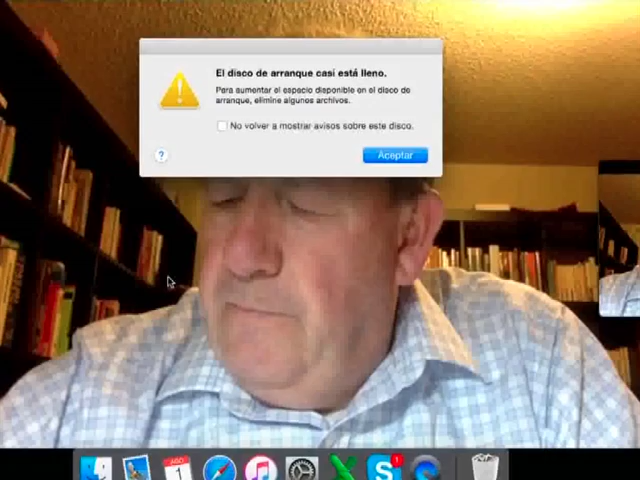 El disco de arranque casi está lleno.
Para aumentar el espacio disponible en el disco de
arranque, elimine algunos archivos.
No volver a mostrar avisos sobre este disco.
?
Aceptar
AGO
1
1